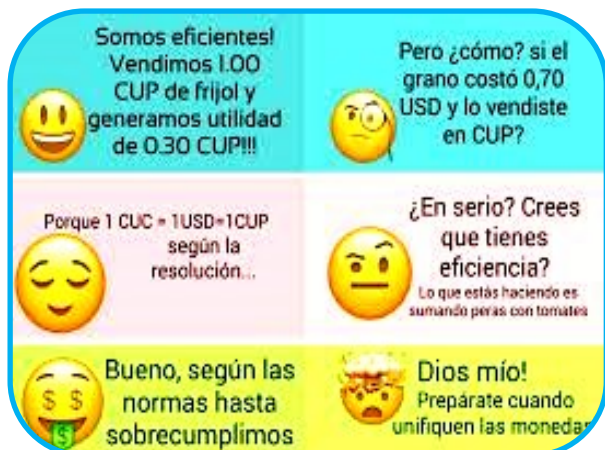 Somos eficientes!
Vendimos 1.00
CUP de frijol y
generamos utilidad
de 0.30 CUP!!!
Pero ¿cómo? si el
grano costó 0,70
USD y lo vendiste
en CUP?
Porque 1 CUC = 1USD=1CUP
según la
resolución...
¿En serio? Crees
que tienes
eficiencia?
Lo que estás haciendo es
sumando peras con tomates
Bueno, según las
normas hasta
sobrecumplimos
Dios mío!
Prepárate cuando
unifiquen las monedas